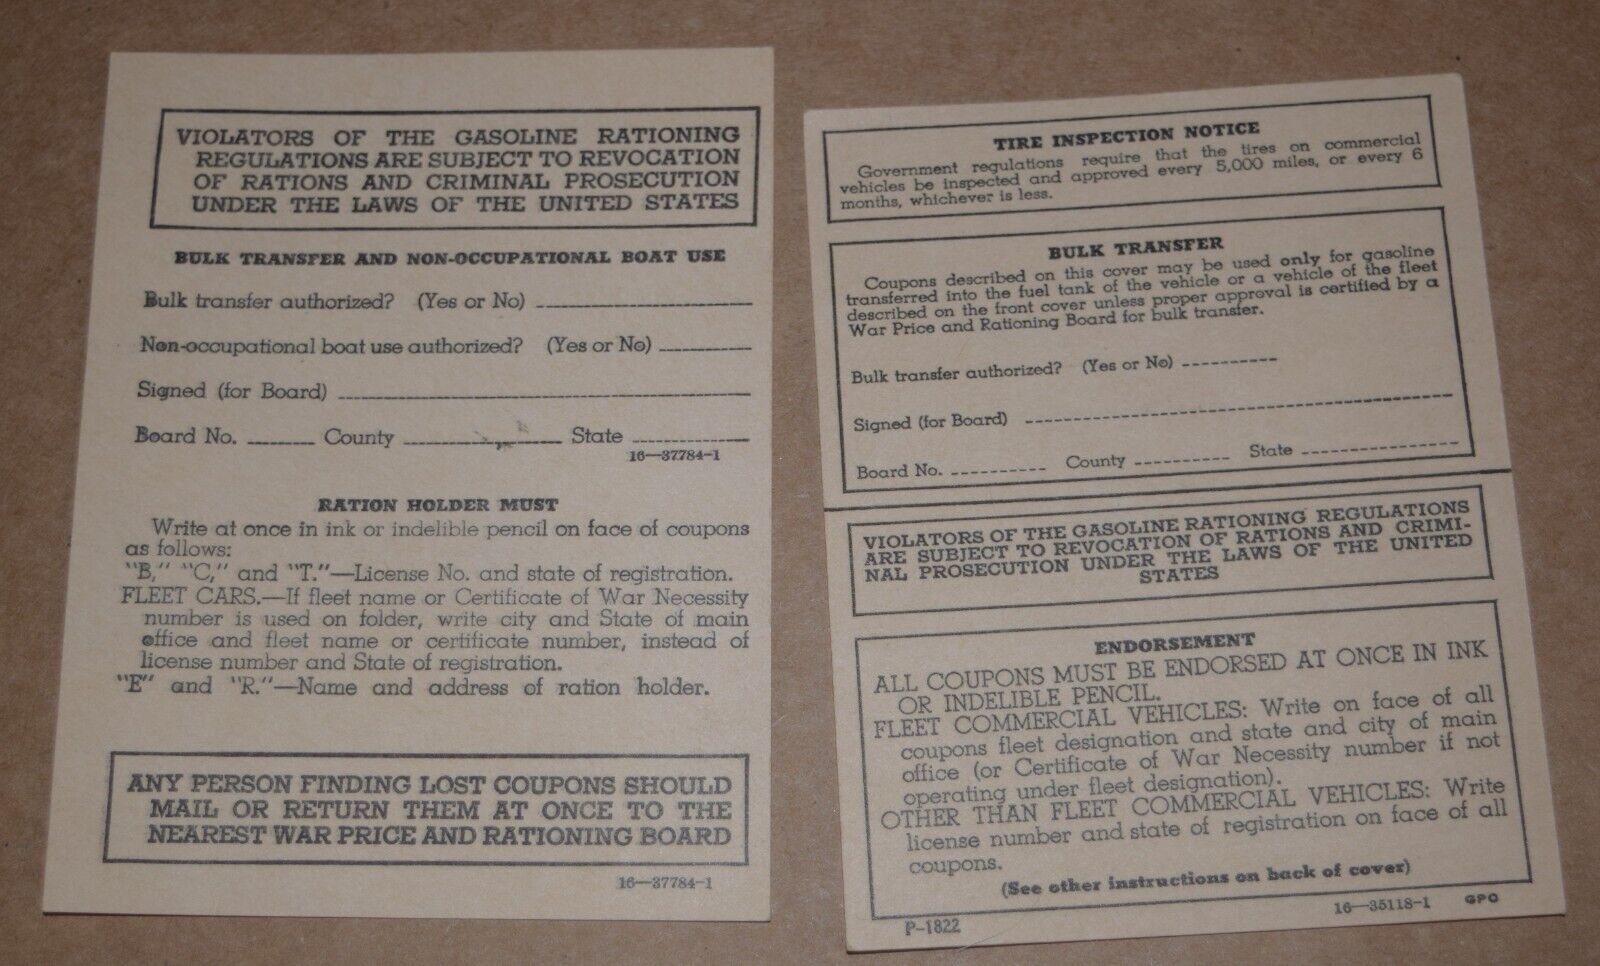 VIOLATORS OF THE GASOLINE RATIONING
REGULATIONS ARE SUBJECT TO REVOCATION
OF RATIONS AND CRIMINAL PROSECUTION
UNDER THE LAWS OF THE UNITED STATES
BULK TRANSFER AND NON-OCCUPATIONAL BOAT USE
Bulk transfer authorized? (Yes or No)
Non-occupational boat use authorized? (Yes or No)
Signed (for Board)
Board No. County State
16—37784-1
RATION HOLDER MUST
Write at once in ink or indelible pencil on face of coupons
as follows:
"B," "C," and "T."—License No. and state of registration.
FLEET CARS.—If fleet name or Certificate of War Necessity
number is used on folder, write city and State of main
office and fleet name or certificate number, instead of
license number and State of registration.
"E" and "R."—Name and address of ration holder.
ANY PERSON FINDING LOST COUPONS SHOULD
MAIL OR RETURN THEM AT ONCE TO THE
NEAREST WAR PRICE AND RATIONING BOARD
16—37784-1
TIRE INSPECTION NOTICE
Government regulations require that the tires on commercial
vehicles be inspected and approved every 5,000 miles, or every 6
months, whichever is less.
BULK TRANSFER
Coupons described on this cover may be used only for gasoline
transferred into the fuel tank of the vehicle or a vehicle of the fleet
described on the front cover unless proper approval is certified by a
War Price and Rationing Board for bulk transfer.
Bulk transfer authorized? (Yes or No)
Signed (for Board)
Board No. County State
VIOLATORS OF THE GASOLINE RATIONING REGULATIONS
ARE SUBJECT TO REVOCATION OF RATIONS AND CRIMI-
NAL PROSECUTION UNDER THE LAWS OF THE UNITED
STATES
ENDORSEMENT
ALL COUPONS MUST BE ENDORSED AT ONCE IN INK
OR INDELIBLE PENCIL.
FLEET COMMERCIAL VEHICLES: Write on face of all
coupons fleet designation and state and city of main
office (or Certificate of War Necessity number if not
operating under fleet designation).
OTHER THAN FLEET COMMERCIAL VEHICLES: Write
license number and state of registration on face of all
coupons.
(See other instructions on back of cover)
P-1822 16—35118-1 GPO